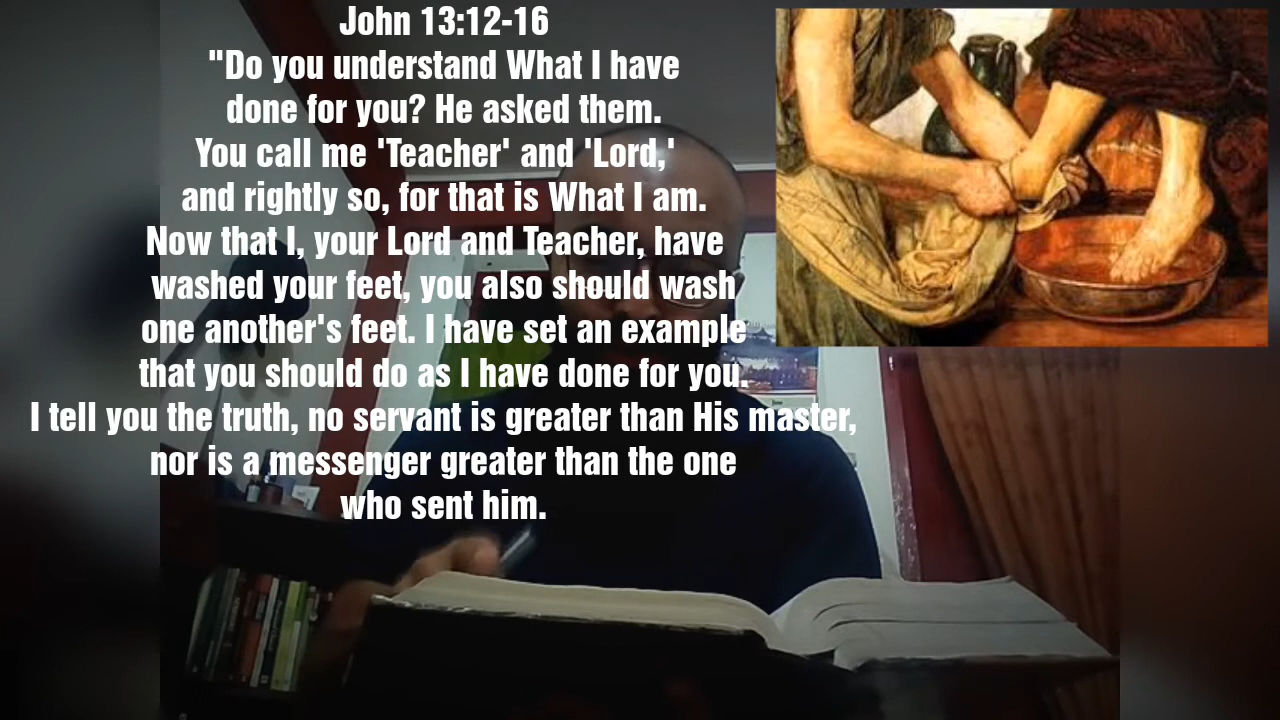 John 13:12-16
"Do you understand What I have
done for you? He asked them.
You call me 'Teacher' and 'Lord,'
and rightly so, for that is What I am.
Now that I, your Lord and Teacher, have
washed your feet, you also should wash
one another's feet. I have set an example
that you should do as I have done for you.
I tell you the truth, no servant is greater than His master,
nor is a messenger greater than the one
who sent him.